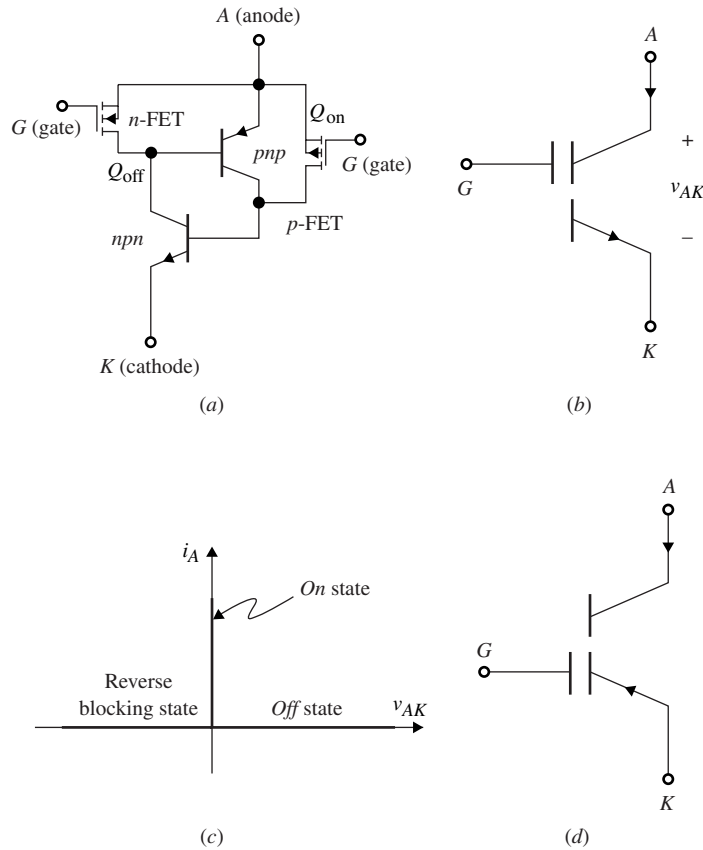 A (anode)
n-FET
G (gate)
Q_on
pnp
G (gate)
Q_off
p-FET
npn
K (cathode)
(a)
A
G
+
v_AK
−
K
(b)
i_A
On state
Reverse
blocking state
Off state
v_AK
(c)
A
G
K
(d)